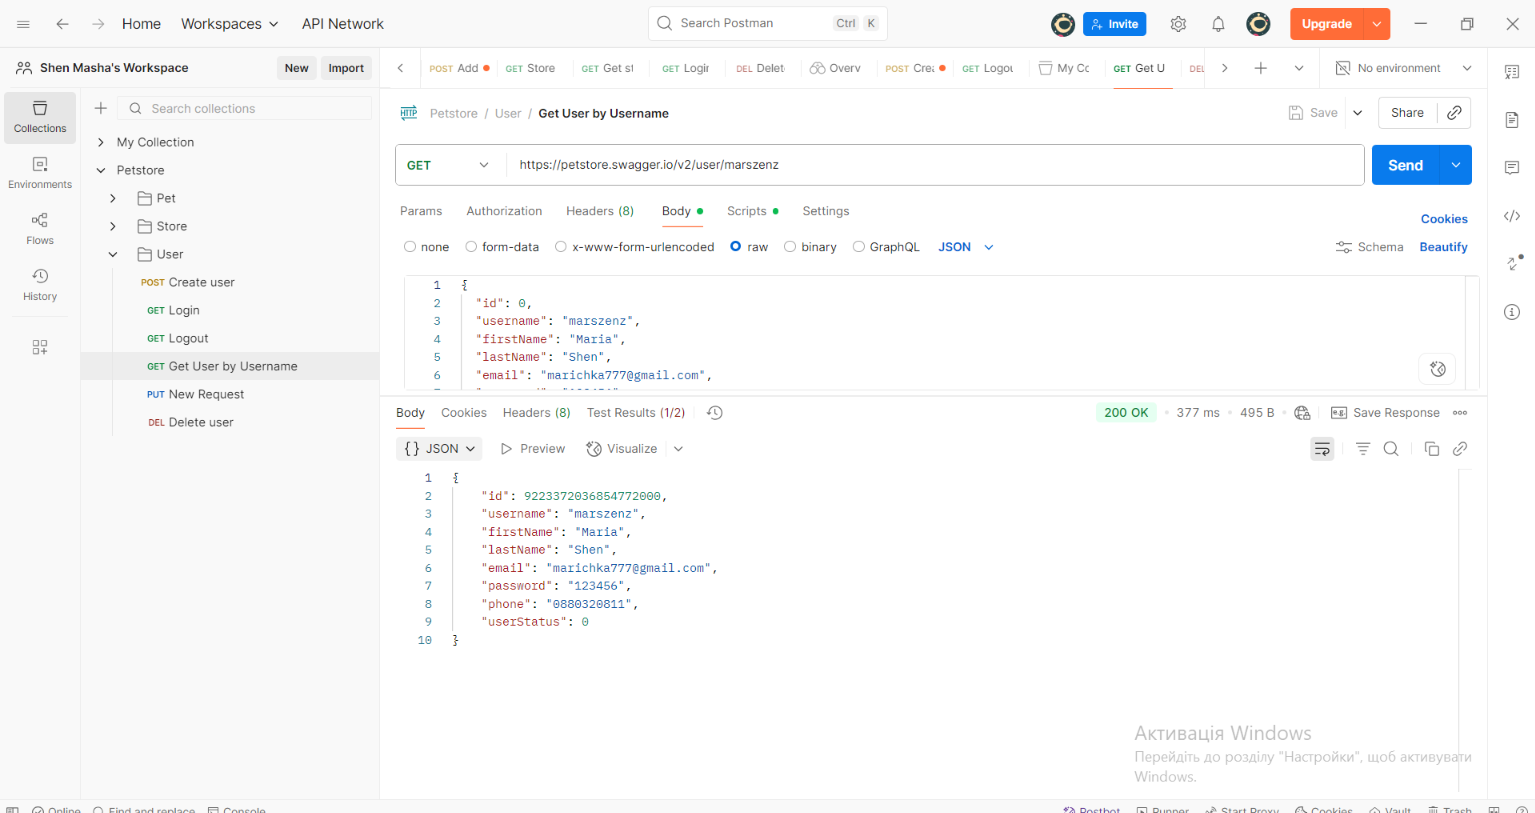 Home Workspaces API Network Search Postman Ctrl K Invite Upgrade
Shen Masha's Workspace New Import
POST Add GET Store GET Get st GET Login DEL Delet Overv POST Crea GET Logou My Co GET Get U DEL No environment
Collections
Environments
Flows
History
Search collections
My Collection
Petstore
Pet
Store
User
POST Create user
GET Login
GET Logout
GET Get User by Username
PUT New Request
DEL Delete user
HTTP Petstore / User / Get User by Username Save Share
GET https://petstore.swagger.io/v2/user/marszenz Send
Params Authorization Headers (8) Body Scripts Settings Cookies
none form-data x-www-form-urlencoded raw binary GraphQL JSON Schema Beautify
1 {
2 "id": 0,
3 "username": "marszenz",
4 "firstName": "Maria",
5 "lastName": "Shen",
6 "email": "marichka777@gmail.com",
Body Cookies Headers (8) Test Results (1/2) 200 OK 377 ms 495 B e.g. Save Response
{} JSON Preview Visualize
1 {
2 "id": 9223372036854772000,
3 "username": "marszenz",
4 "firstName": "Maria",
5 "lastName": "Shen",
6 "email": "marichka777@gmail.com",
7 "password": "123456",
8 "phone": "0880320811",
9 "userStatus": 0
10 }
Активація Windows
Перейдіть до розділу "Настройки", щоб активувати
Windows.
Online Find and replace Console Postbot Runner Start Proxy Cookies Vault Trash